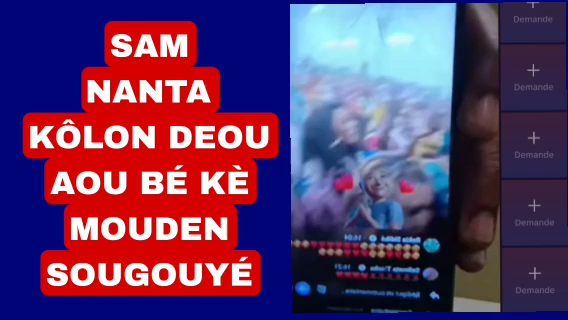 SAM
NANTA
KÔLON DEOU
AOU BÉ KÈ
MOUDEN
SOUGOUYÉ
Demande
Demande
Demande
Demande
Demande